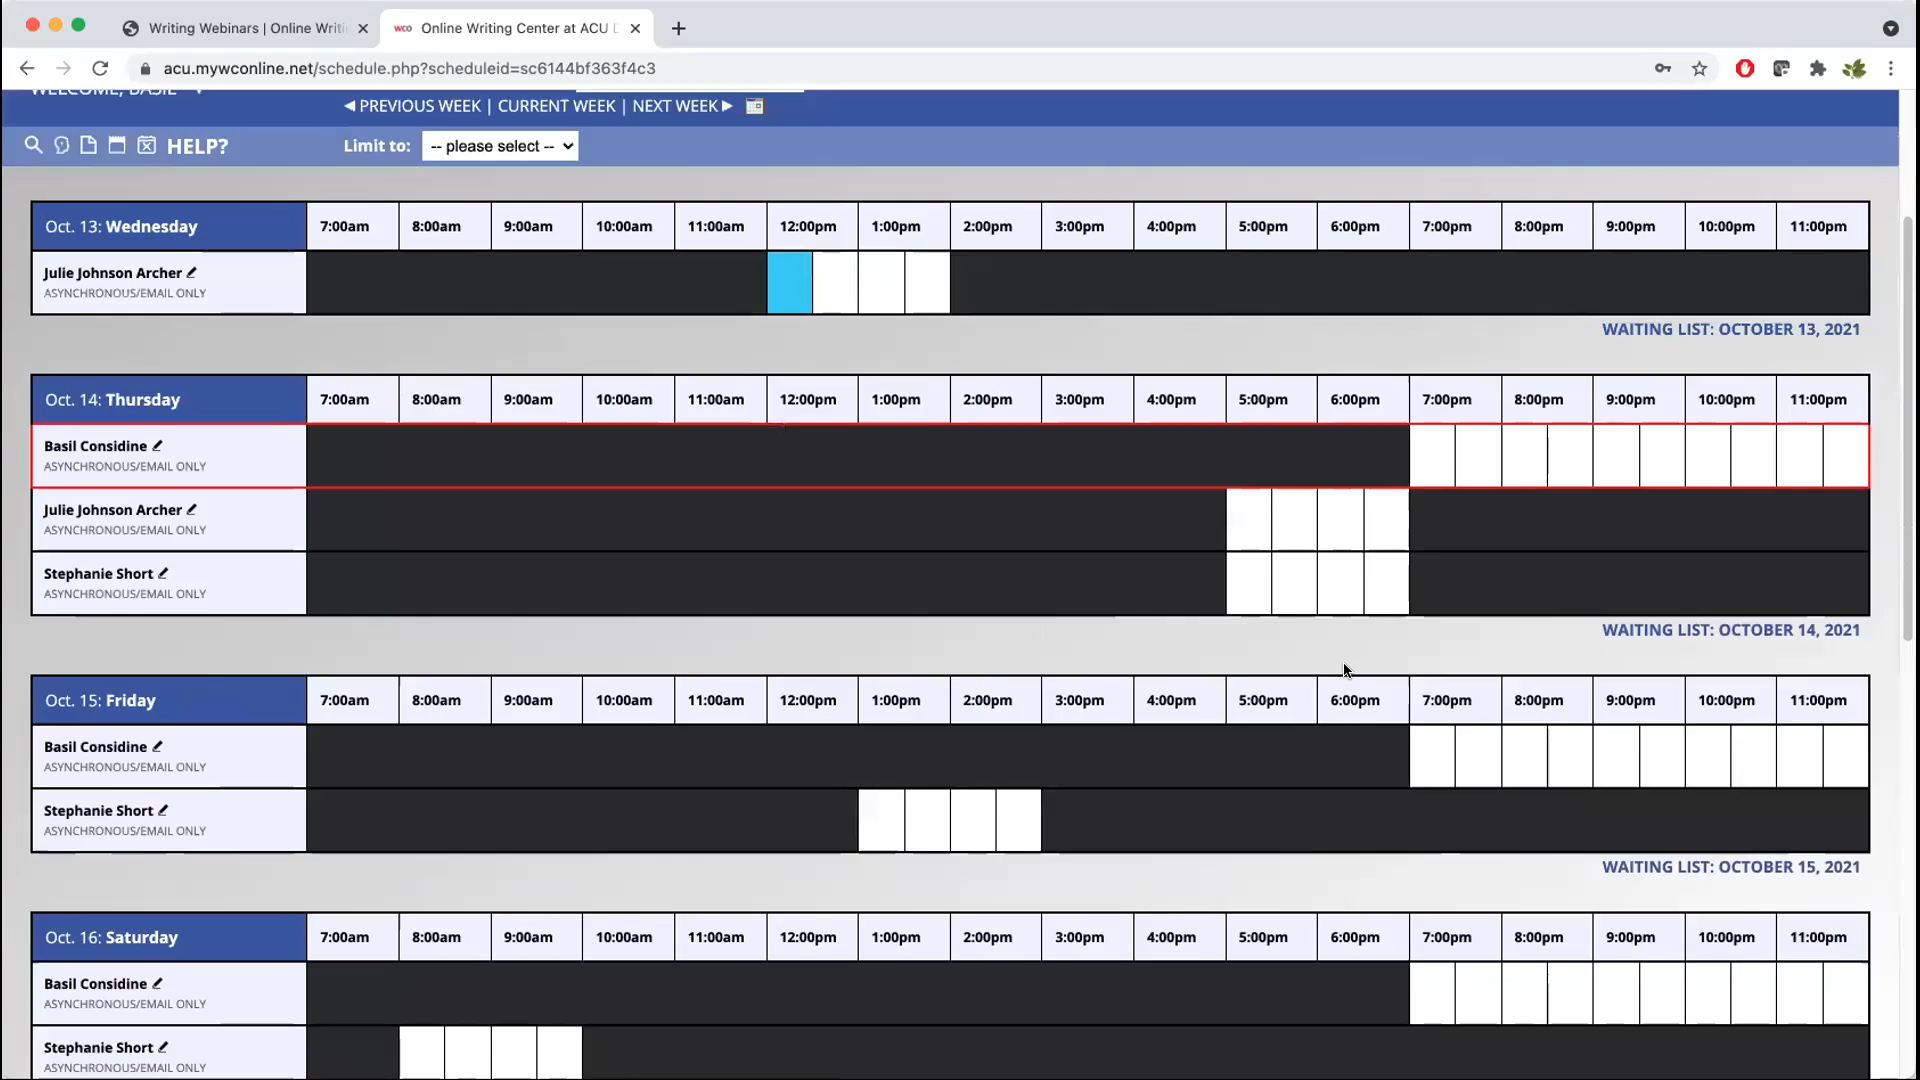 Writing Webinars | Online Writi
WCO Online Writing Center at ACU D
acu.mywconline.net/schedule.php?scheduleid=sc6144bf363f4c3
WELCOME, BASIL
PREVIOUS WEEK | CURRENT WEEK | NEXT WEEK
HELP? Limit to: -- please select --
Oct. 13: Wednesday 7:00am 8:00am 9:00am 10:00am 11:00am 12:00pm 1:00pm 2:00pm 3:00pm 4:00pm 5:00pm 6:00pm 7:00pm 8:00pm 9:00pm 10:00pm 11:00pm
Julie Johnson Archer
ASYNCHRONOUS/EMAIL ONLY
WAITING LIST: OCTOBER 13, 2021
Oct. 14: Thursday 7:00am 8:00am 9:00am 10:00am 11:00am 12:00pm 1:00pm 2:00pm 3:00pm 4:00pm 5:00pm 6:00pm 7:00pm 8:00pm 9:00pm 10:00pm 11:00pm
Basil Considine
ASYNCHRONOUS/EMAIL ONLY
Julie Johnson Archer
ASYNCHRONOUS/EMAIL ONLY
Stephanie Short
ASYNCHRONOUS/EMAIL ONLY
WAITING LIST: OCTOBER 14, 2021
Oct. 15: Friday 7:00am 8:00am 9:00am 10:00am 11:00am 12:00pm 1:00pm 2:00pm 3:00pm 4:00pm 5:00pm 6:00pm 7:00pm 8:00pm 9:00pm 10:00pm 11:00pm
Basil Considine
ASYNCHRONOUS/EMAIL ONLY
Stephanie Short
ASYNCHRONOUS/EMAIL ONLY
WAITING LIST: OCTOBER 15, 2021
Oct. 16: Saturday 7:00am 8:00am 9:00am 10:00am 11:00am 12:00pm 1:00pm 2:00pm 3:00pm 4:00pm 5:00pm 6:00pm 7:00pm 8:00pm 9:00pm 10:00pm 11:00pm
Basil Considine
ASYNCHRONOUS/EMAIL ONLY
Stephanie Short
ASYNCHRONOUS/EMAIL ONLY